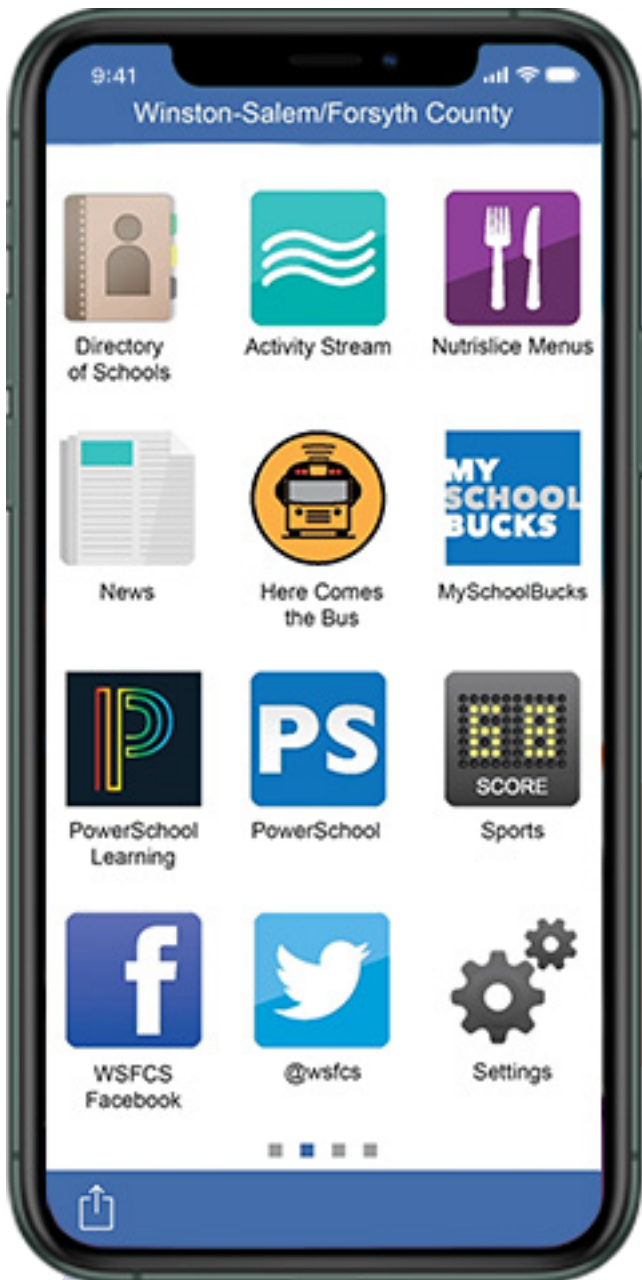 9:41
Winston-Salem/Forsyth County
Directory
of Schools
Activity Stream
Nutrislice Menus
News
Here Comes
the Bus
MY
SCHOOL
BUCKS
MySchoolBucks
P
PowerSchool
Learning
PS
PowerSchool
68
SCORE
Sports
f
WSFCS
Facebook
@wsfcs
Settings